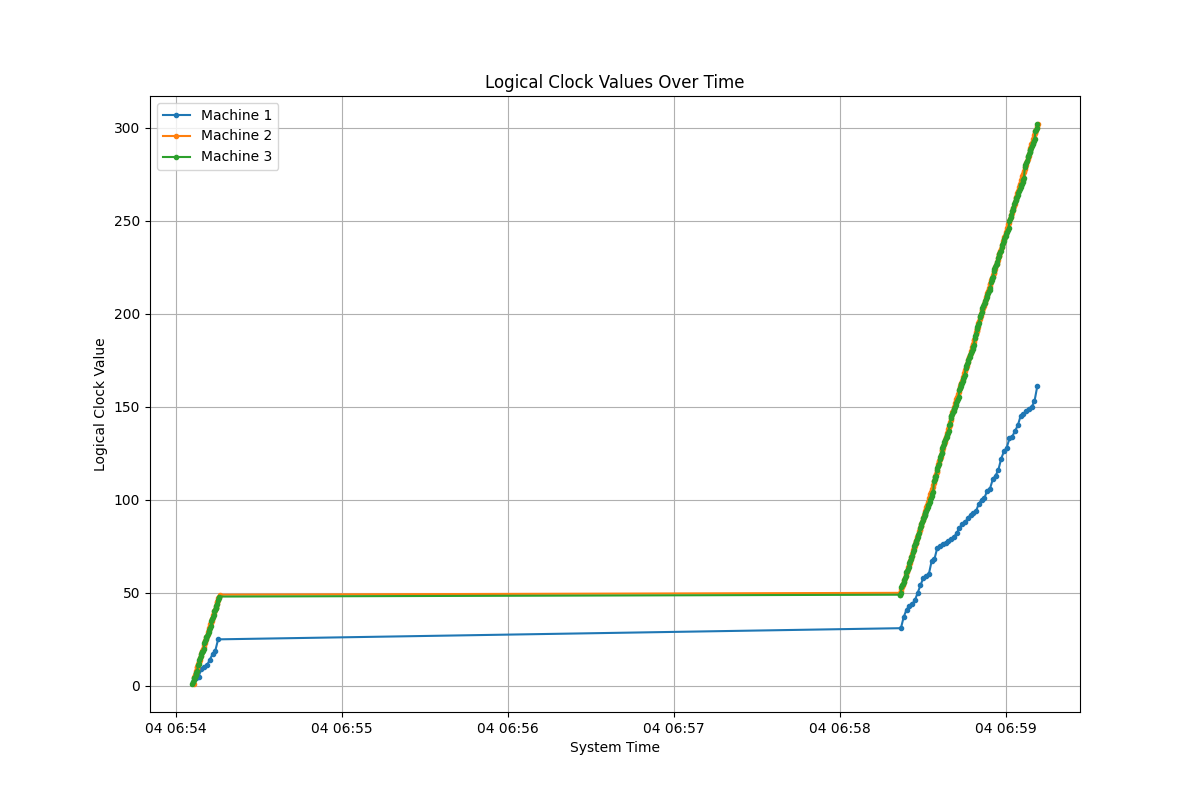 Logical Clock Values Over Time
Machine 1
Machine 2
Machine 3
300
250
200
150
100
50
0
Logical Clock Value
04 06:54
04 06:55
04 06:56
04 06:57
04 06:58
04 06:59
System Time